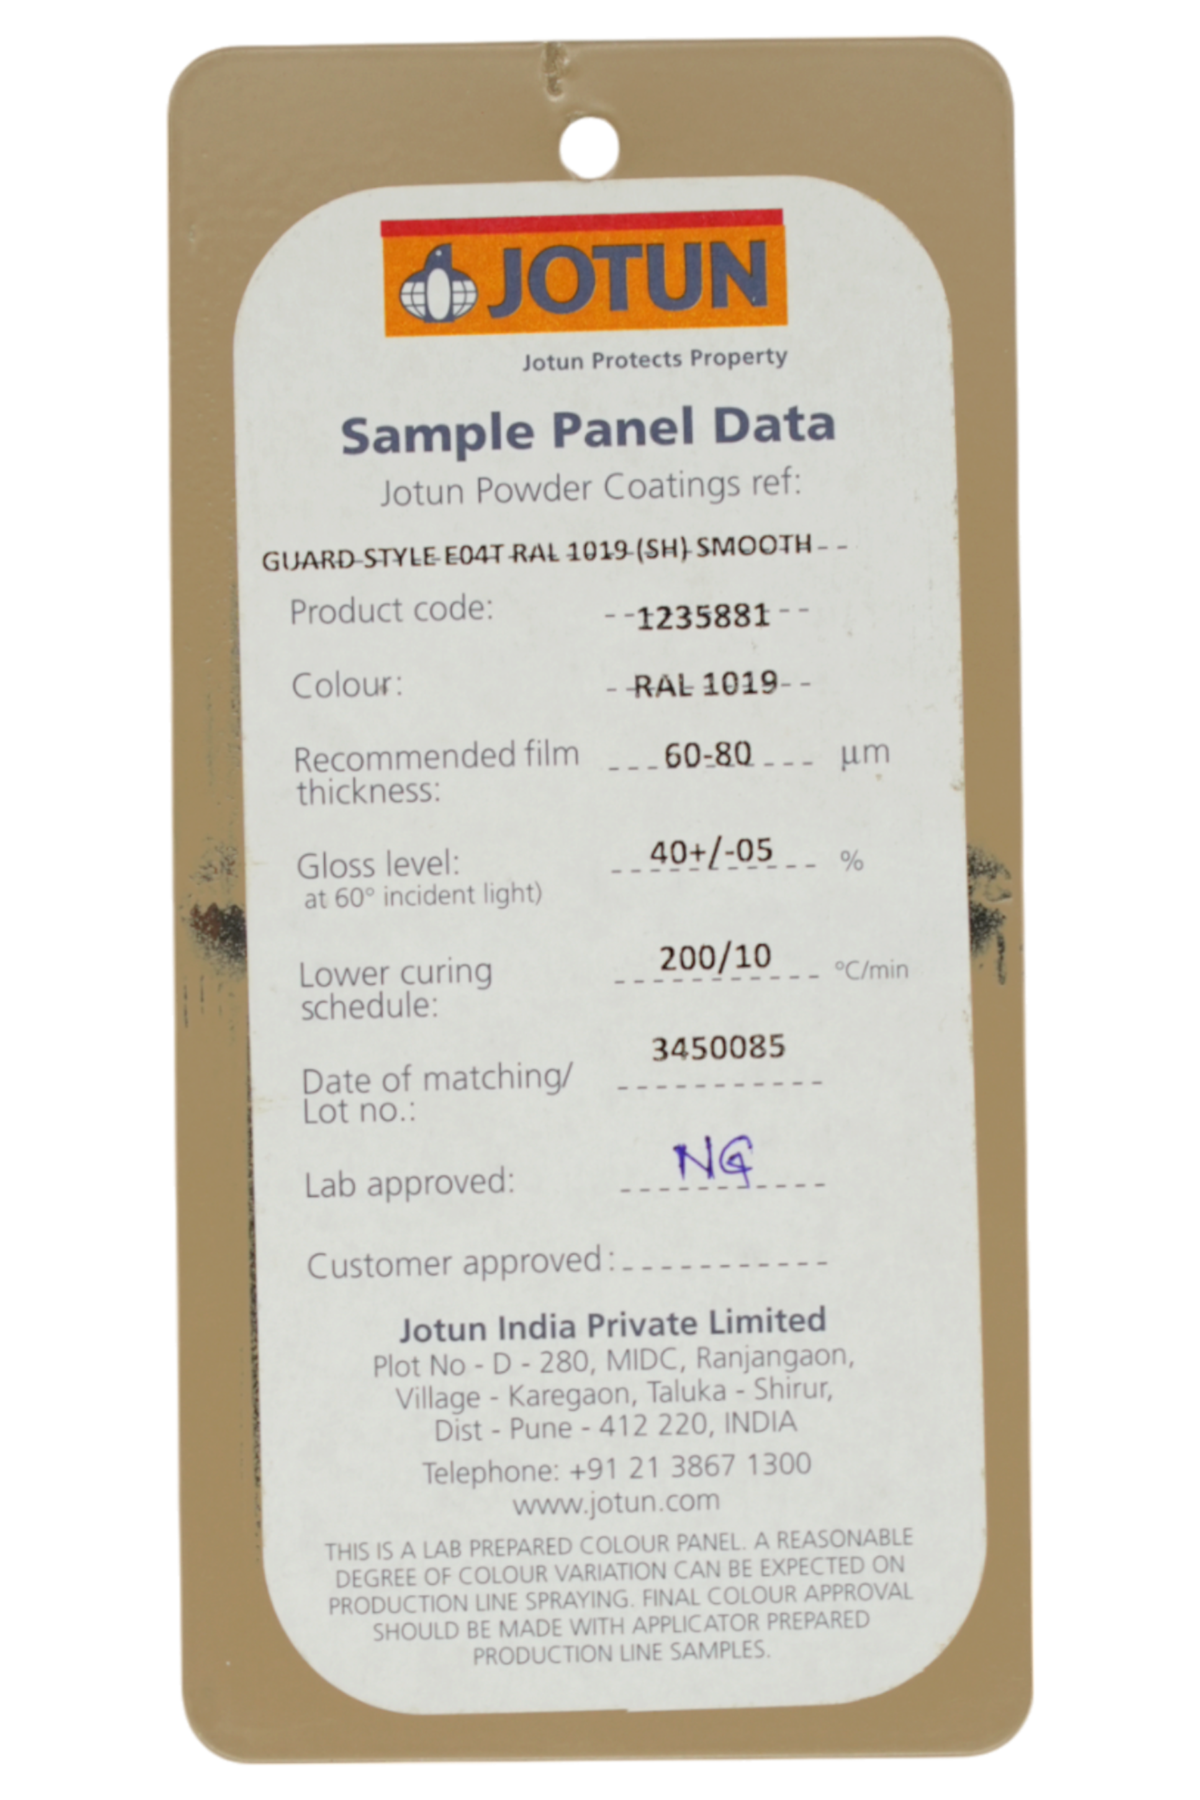 JOTUN
Jotun Protects Property
Sample Panel Data
Jotun Powder Coatings ref:
GUARD STYLE E04T RAL 1019 (SH) SMOOTH
Product code: 1235881
Colour: RAL 1019
Recommended film thickness: 60-80 µm
Gloss level: 40+/-05 %
at 60° incident light)
Lower curing schedule: 200/10 °C/min
Date of matching/ 3450085
Lot no.:
Lab approved: NG
Customer approved:
Jotun India Private Limited
Plot No - D - 280, MIDC, Ranjangaon,
Village - Karegaon, Taluka - Shirur,
Dist - Pune - 412 220, INDIA
Telephone: +91 21 3867 1300
www.jotun.com
THIS IS A LAB PREPARED COLOUR PANEL. A REASONABLE
DEGREE OF COLOUR VARIATION CAN BE EXPECTED ON
PRODUCTION LINE SPRAYING. FINAL COLOUR APPROVAL
SHOULD BE MADE WITH APPLICATOR PREPARED
PRODUCTION LINE SAMPLES.